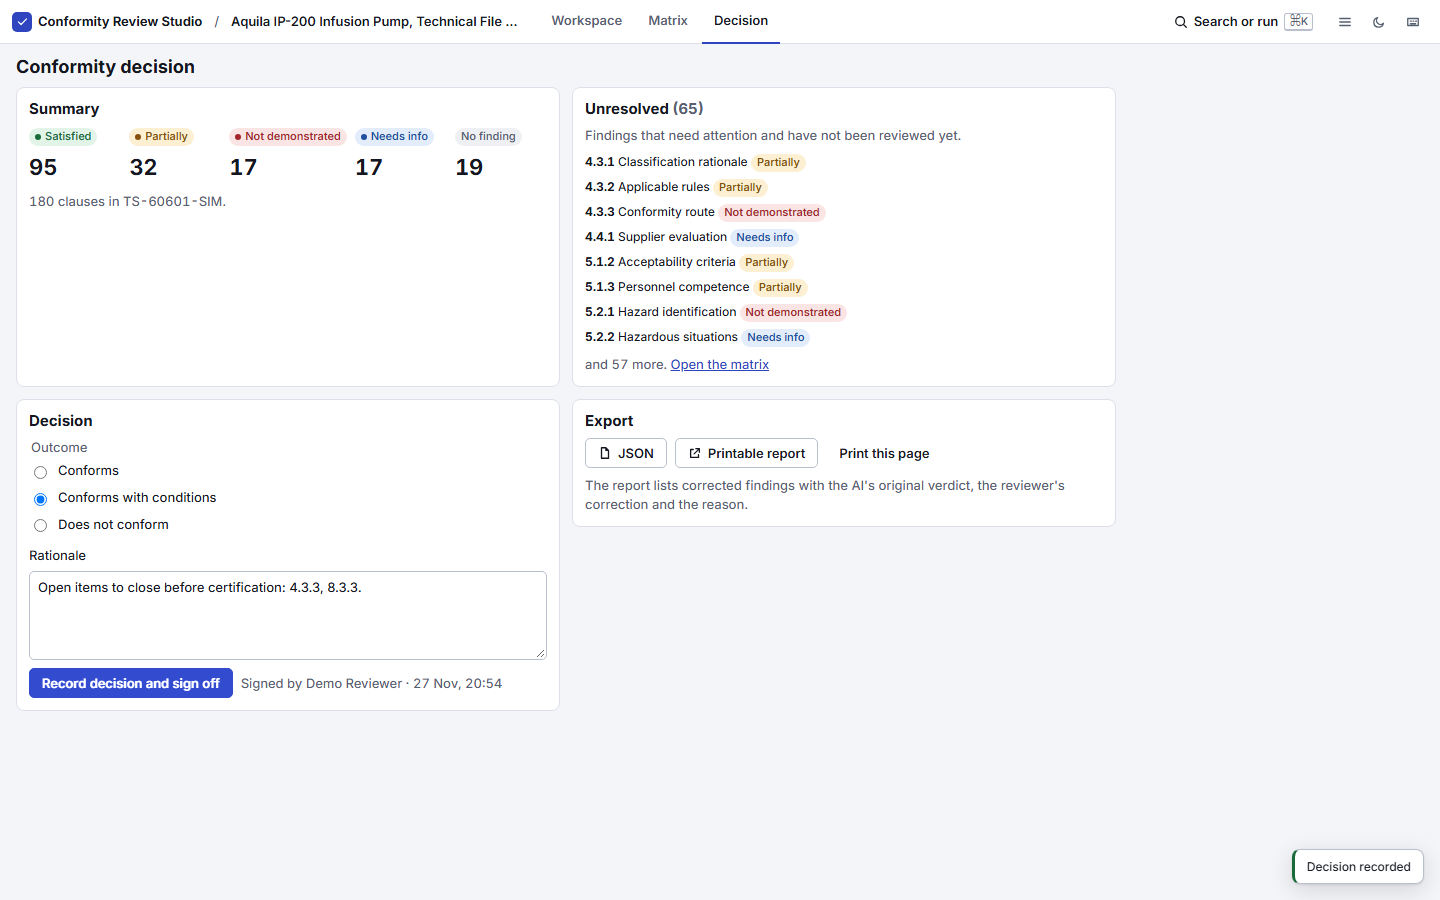 Conformity Review Studio / Aquila IP-200 Infusion Pump, Technical File ... Workspace Matrix Decision Search or run ⌘K
Conformity decision
Summary
Satisfied Partially Not demonstrated Needs info No finding
95 32 17 17 19
180 clauses in TS-60601-SIM.
Unresolved (65)
Findings that need attention and have not been reviewed yet.
4.3.1 Classification rationale Partially
4.3.2 Applicable rules Partially
4.3.3 Conformity route Not demonstrated
4.4.1 Supplier evaluation Needs info
5.1.2 Acceptability criteria Partially
5.1.3 Personnel competence Partially
5.2.1 Hazard identification Not demonstrated
5.2.2 Hazardous situations Needs info
and 57 more. Open the matrix
Decision
Outcome
Conforms
Conforms with conditions
Does not conform
Rationale
Open items to close before certification: 4.3.3, 8.3.3.
Record decision and sign off Signed by Demo Reviewer · 27 Nov, 20:54
Export
JSON Printable report Print this page
The report lists corrected findings with the AI's original verdict, the reviewer's
correction and the reason.
Decision recorded